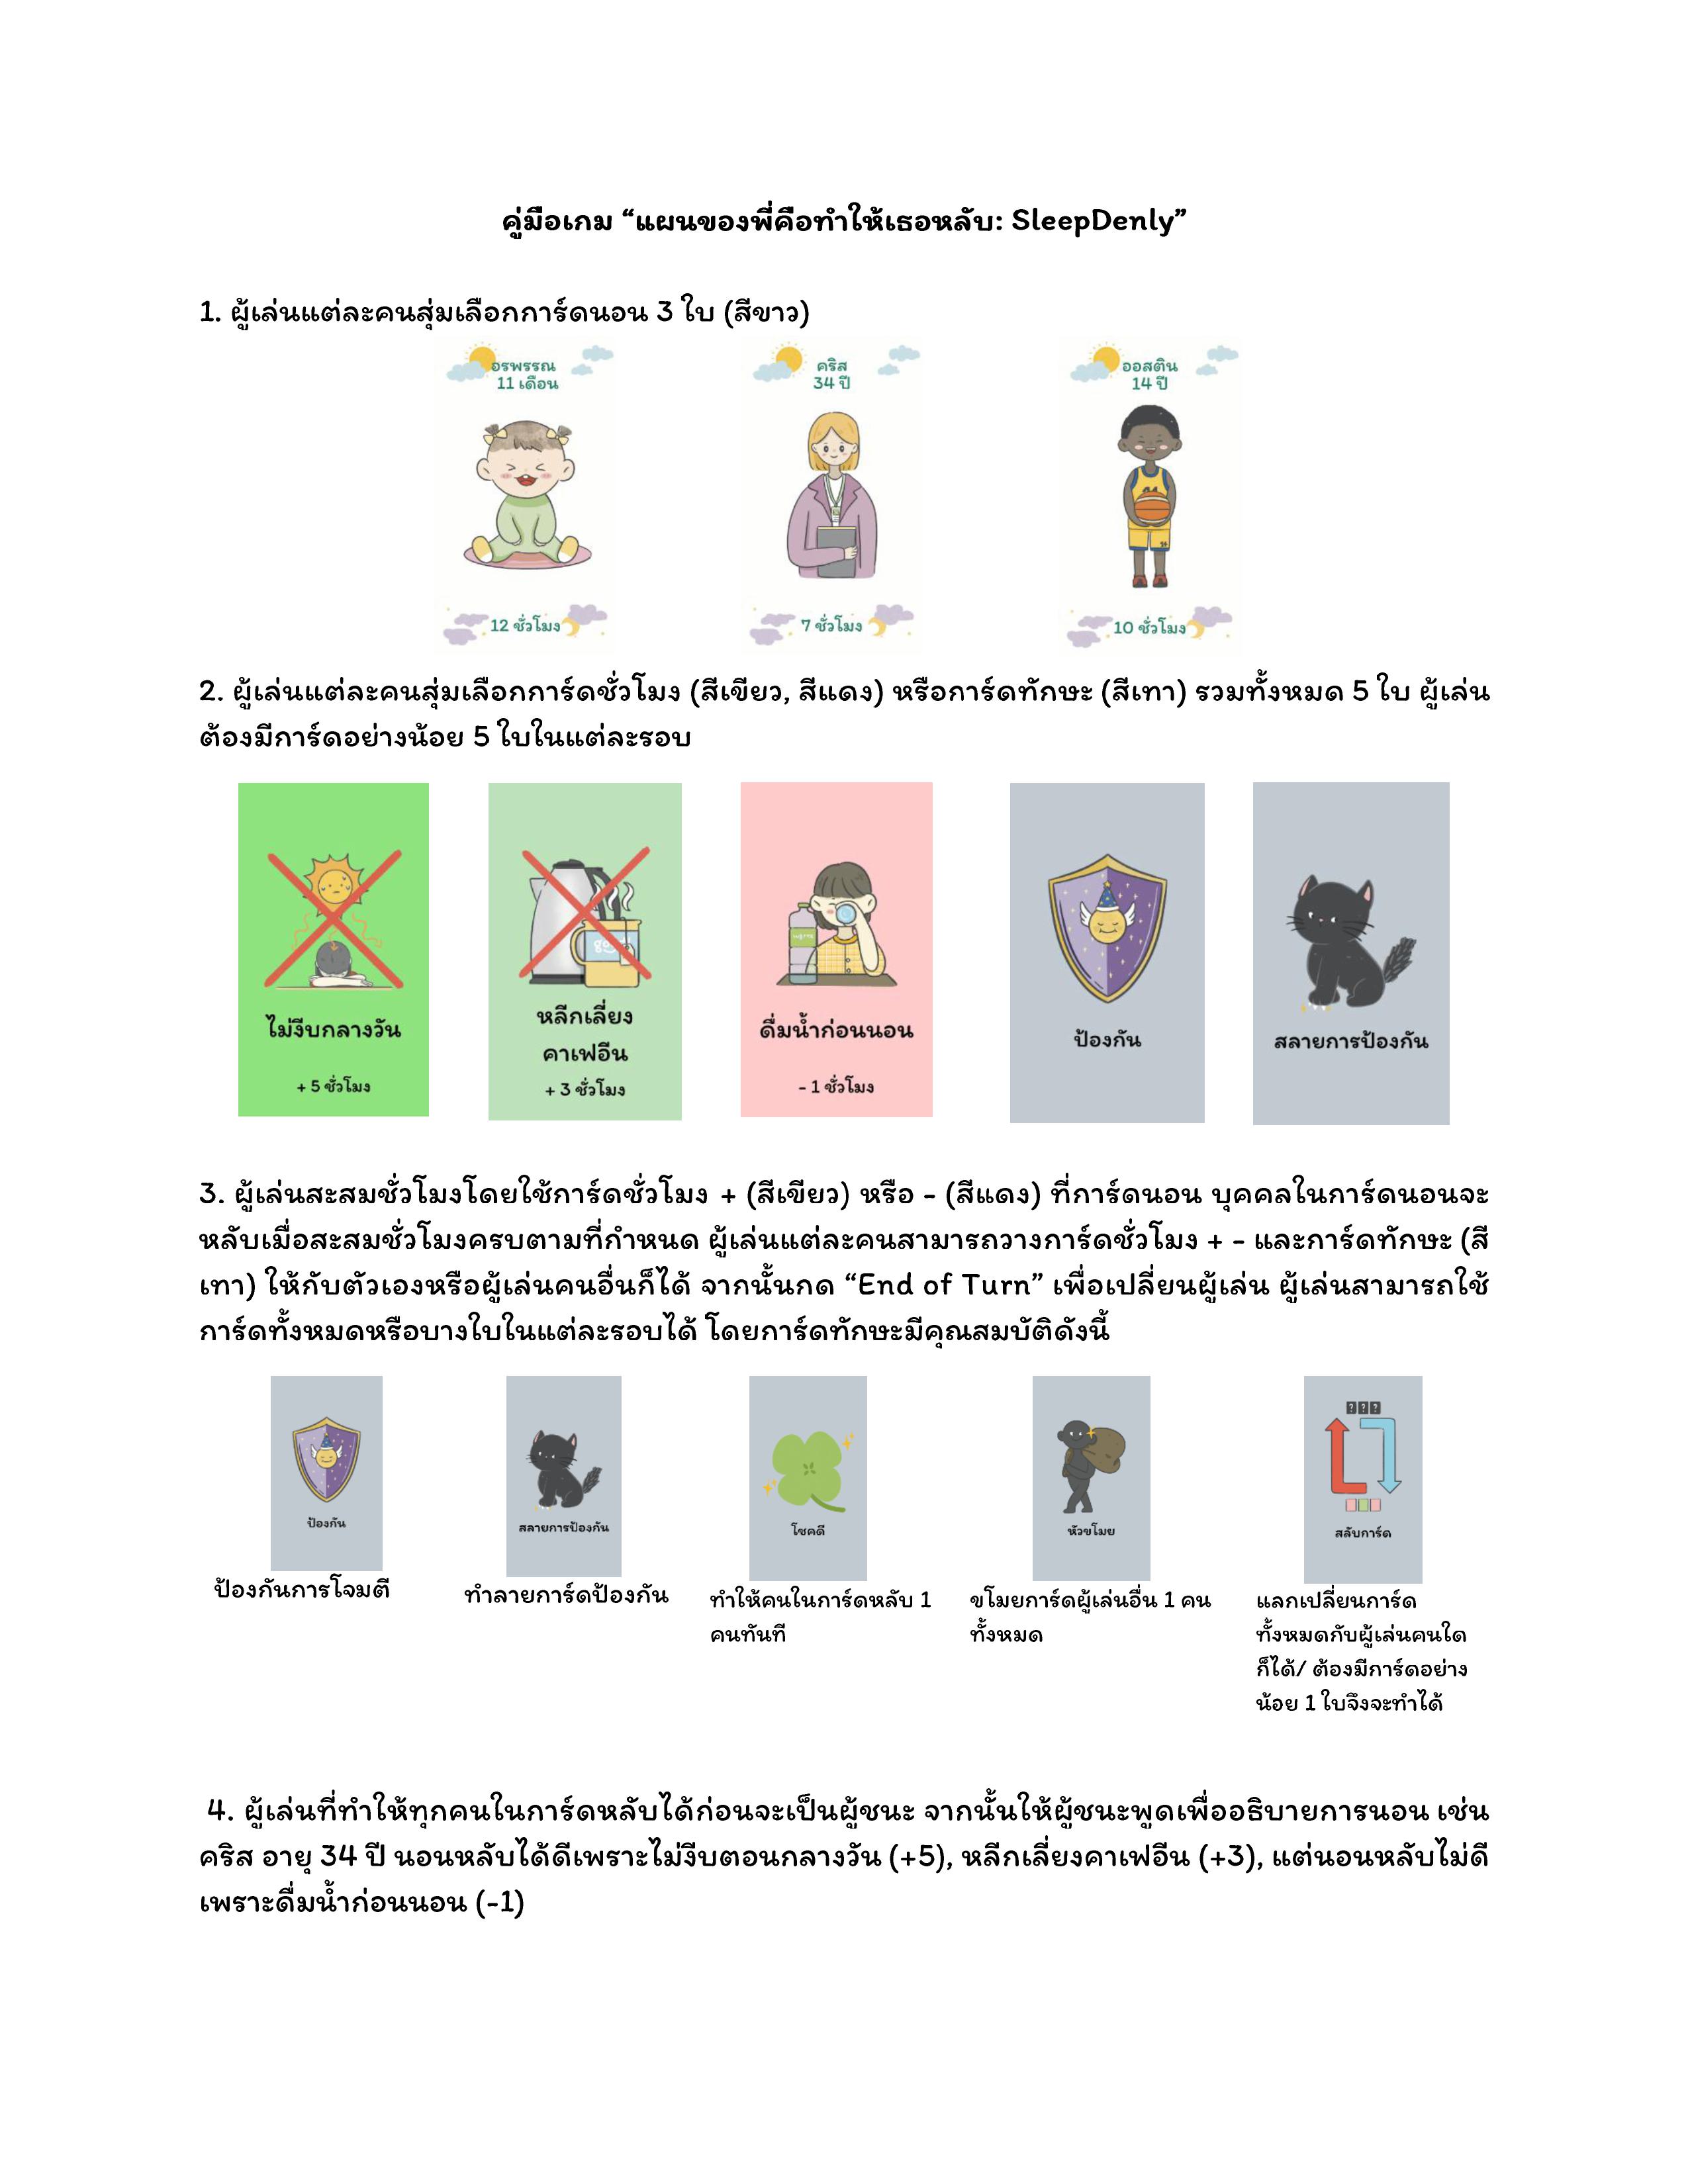 คู่มือเกม “แผนของพี่คือทำให้เธอหลับ: SleepDenly”
1. ผู้เล่นแต่ละคนสุ่มเลือกการ์ดนอน 3 ใบ (สีขาว)
อรพรรณ
11 เดือน
12 ชั่วโมง
คริส
34 ปี
7 ชั่วโมง
ออสติน
14 ปี
10 ชั่วโมง
2. ผู้เล่นแต่ละคนสุ่มเลือกการ์ดชั่วโมง (สีเขียว, สีแดง) หรือการ์ดทักษะ (สีเทา) รวมทั้งหมด 5 ใบ ผู้เล่น
ต้องมีการ์ดอย่างน้อย 5 ใบในแต่ละรอบ
ไม่งีบกลางวัน
+ 5 ชั่วโมง
หลีกเลี่ยง
คาเฟอีน
+ 3 ชั่วโมง
ดื่มน้ำก่อนนอน
- 1 ชั่วโมง
ป้องกัน
สลายการป้องกัน
3. ผู้เล่นสะสมชั่วโมงโดยใช้การ์ดชั่วโมง + (สีเขียว) หรือ - (สีแดง) ที่การ์ดนอน บุคคลในการ์ดนอนจะ
หลับเมื่อสะสมชั่วโมงครบตามที่กำหนด ผู้เล่นแต่ละคนสามารถวางการ์ดชั่วโมง + - และการ์ดทักษะ (สี
เทา) ให้กับตัวเองหรือผู้เล่นคนอื่นก็ได้ จากนั้นกด “End of Turn” เพื่อเปลี่ยนผู้เล่น ผู้เล่นสามารถใช้
การ์ดทั้งหมดหรือบางใบในแต่ละรอบได้ โดยการ์ดทักษะมีคุณสมบัติดังนี้
ป้องกัน
ป้องกันการโจมตี
สลายการป้องกัน
ทำลายการ์ดป้องกัน
โชคดี
ทำให้คนในการ์ดหลับ 1
คนทันที
หัวขโมย
ขโมยการ์ดผู้เล่นอื่น 1 คน
ทั้งหมด
???
สลับการ์ด
แลกเปลี่ยนการ์ด
ทั้งหมดกับผู้เล่นคนใด
ก็ได้/ ต้องมีการ์ดอย่าง
น้อย 1 ใบจึงจะทำได้
4. ผู้เล่นที่ทำให้ทุกคนในการ์ดหลับได้ก่อนจะเป็นผู้ชนะ จากนั้นให้ผู้ชนะพูดเพื่ออธิบายการนอน เช่น
คริส อายุ 34 ปี นอนหลับได้ดีเพราะไม่งีบตอนกลางวัน (+5), หลีกเลี่ยงคาเฟอีน (+3), แต่นอนหลับไม่ดี
เพราะดื่มน้ำก่อนนอน (-1)